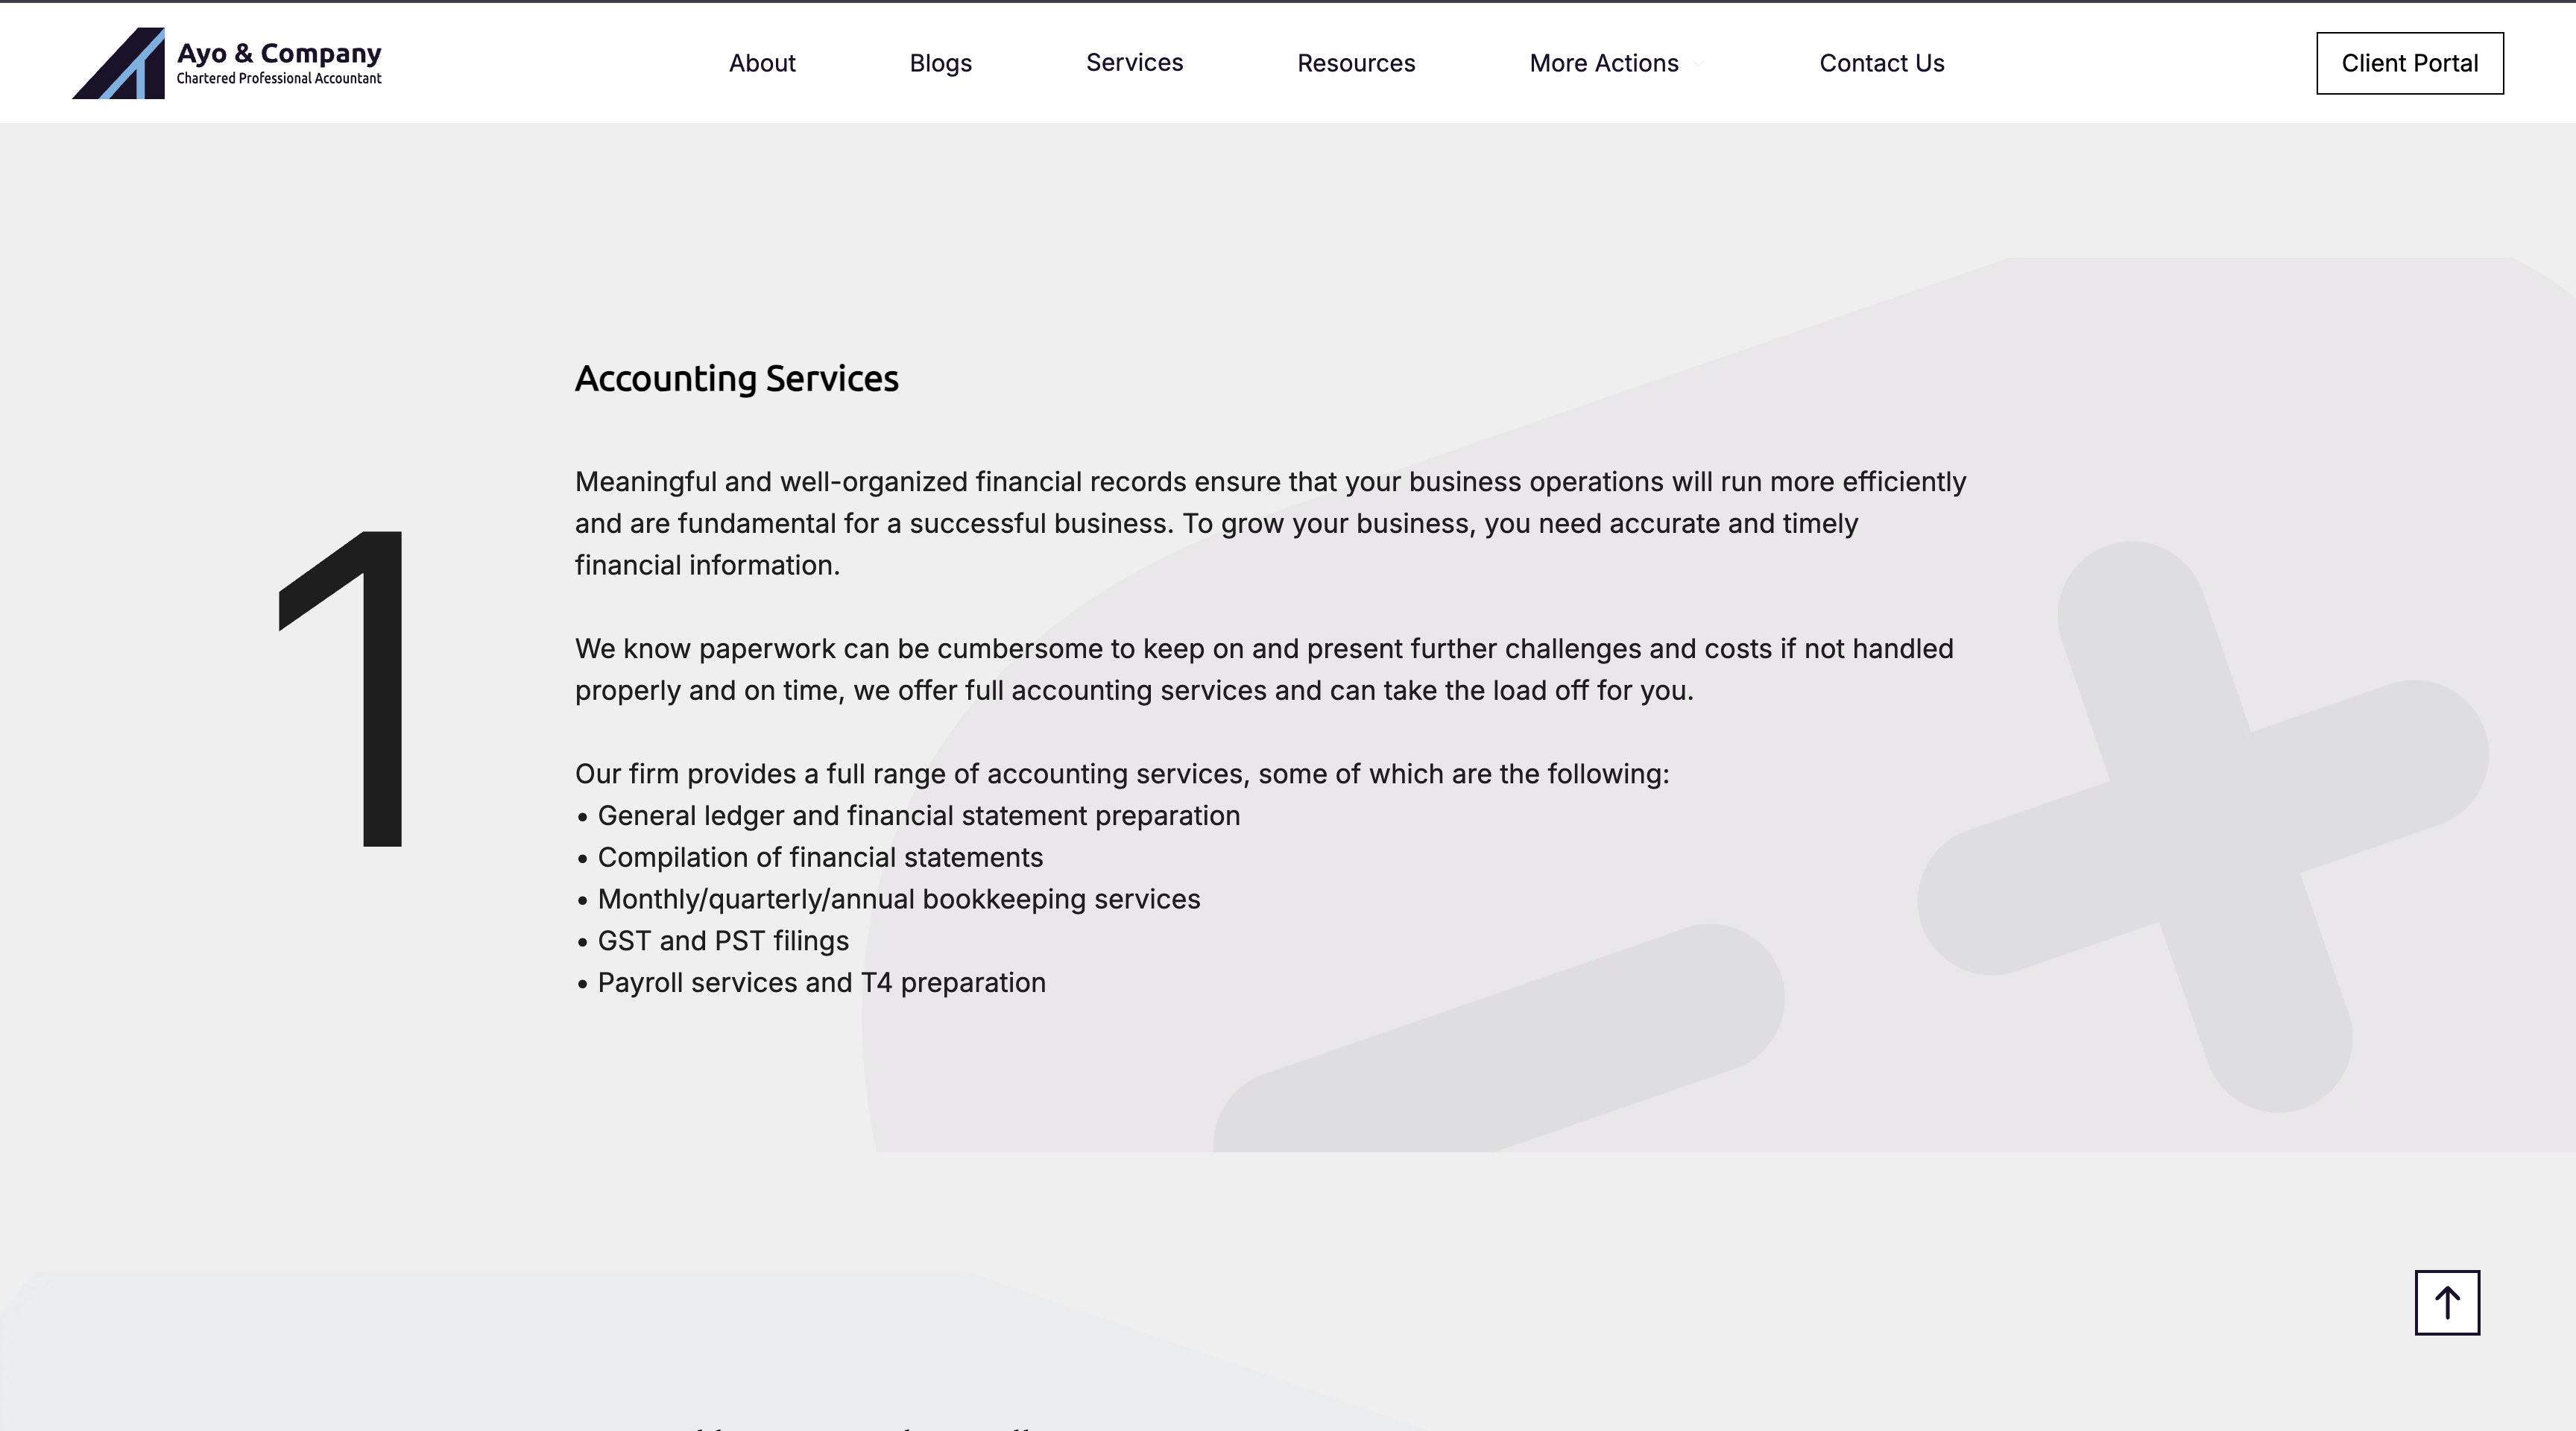 Ayo & Company
Chartered Professional Accountant
About
Blogs
Services
Resources
More Actions
Contact Us
Client Portal
Accounting Services
1
Meaningful and well-organized financial records ensure that your business operations will run more efficiently
and are fundamental for a successful business. To grow your business, you need accurate and timely
financial information.
We know paperwork can be cumbersome to keep on and present further challenges and costs if not handled
properly and on time, we offer full accounting services and can take the load off for you.
Our firm provides a full range of accounting services, some of which are the following:
• General ledger and financial statement preparation
• Compilation of financial statements
• Monthly/quarterly/annual bookkeeping services
• GST and PST filings
• Payroll services and T4 preparation